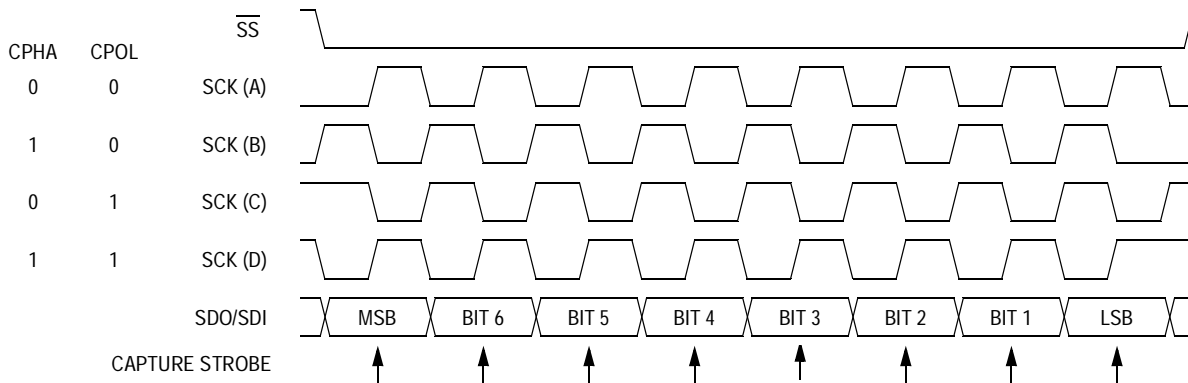 SS
CPHA CPOL
0 0 SCK (A)
1 0 SCK (B)
0 1 SCK (C)
1 1 SCK (D)
SDO/SDI MSB BIT 6 BIT 5 BIT 4 BIT 3 BIT 2 BIT 1 LSB
CAPTURE STROBE